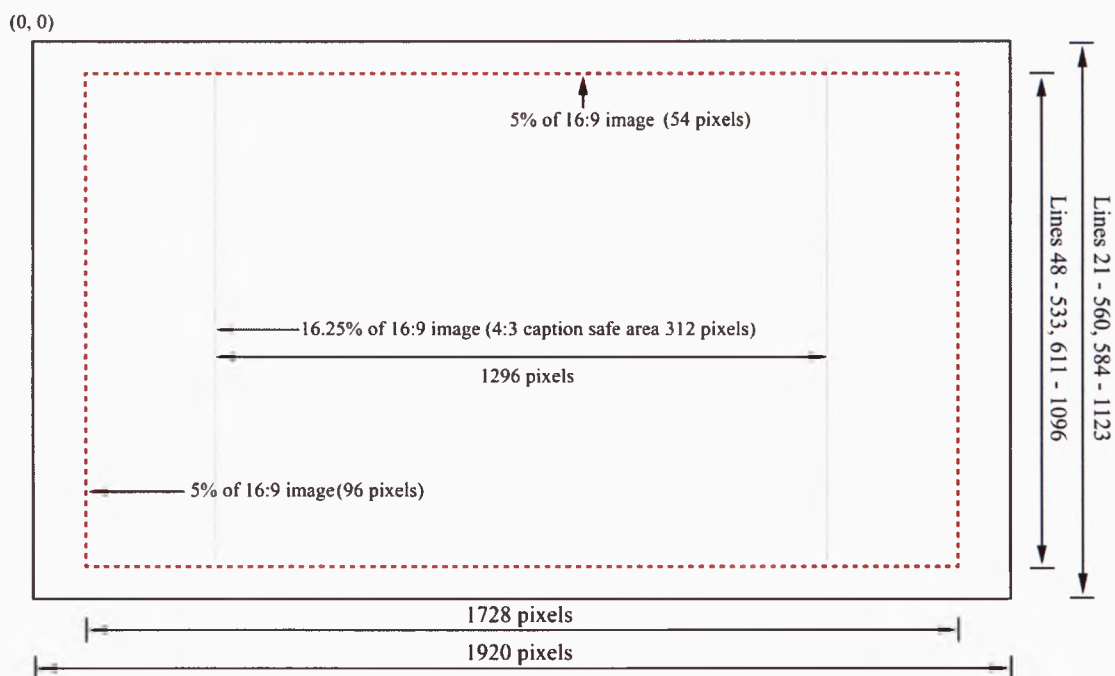 (0, 0)
5% of 16:9 image (54 pixels)
16.25% of 16:9 image (4:3 caption safe area 312 pixels)
1296 pixels
5% of 16:9 image(96 pixels)
Lines 48 - 533, 611 - 1096
Lines 21 - 560, 584 - 1123
1728 pixels
1920 pixels